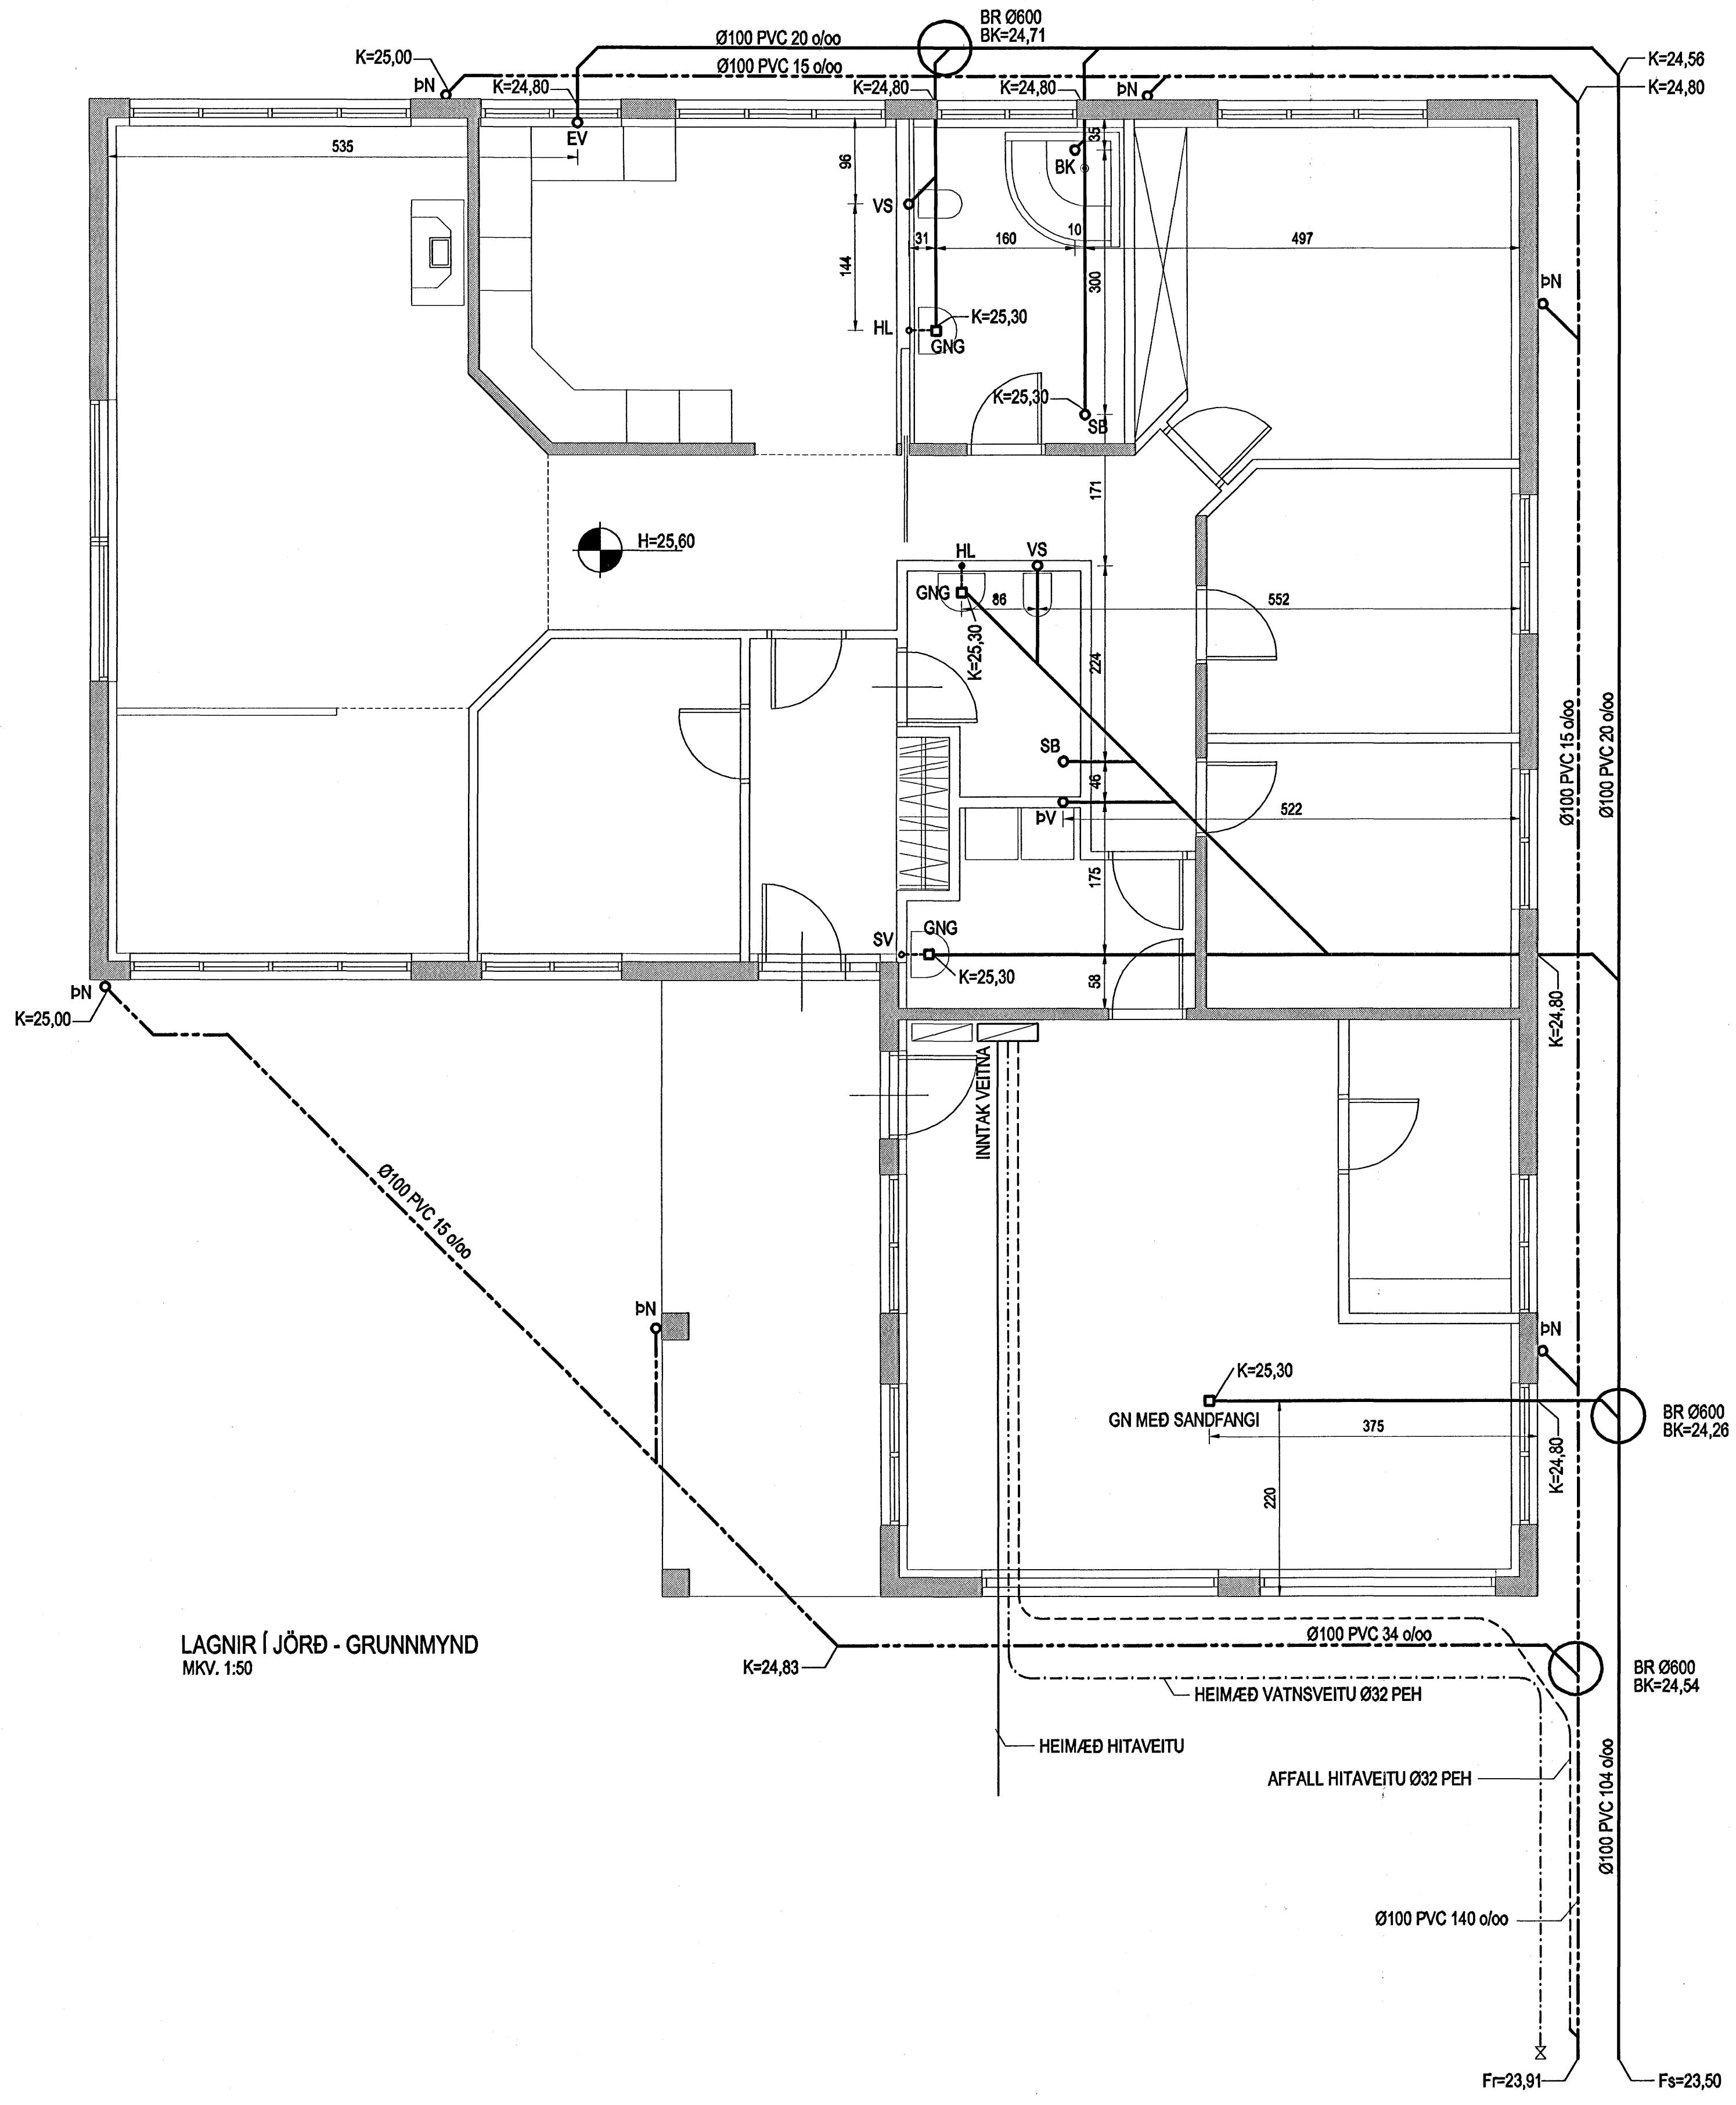 BR Ø600
BK=24,71
Ø100 PVC 20 o/oo
K=25,00
Ø100 PVC 15 o/oo
K=24,56
ÞN
K=24,80
K=24,80
K=24,80
ÞN
K=24,80
EV
535
96
35
BK
VS
31
160
10
497
144
300
ÞN
HL
K=25,30
GNG
K=25,30
SB
171
H=25,60
HL
VS
GNG
86
552
K=25,30
224
Ø100 PVC 15 o/oo
Ø100 PVC 20 o/oo
SB
46
ÞV
522
175
SV
GNG
K=25,30
58
ÞN
K=25,00
K=24,80
INNTAK VEITNA
Ø100 PVC 15 o/oo
ÞN
ÞN
K=25,30
GN MEÐ SANDFANGI
375
BR Ø600
BK=24,26
K=24,80
220
LAGNIR Í JÖRÐ - GRUNNMYND
MKV. 1:50
Ø100 PVC 34 o/oo
K=24,83
BR Ø600
BK=24,54
HEIMÆÐ VATNSVEITU Ø32 PEH
HEIMÆÐ HITAVEITU
AFFALL HITAVEITU Ø32 PEH
Ø100 PVC 104 o/oo
Ø100 PVC 140 o/oo
Fr=23,91
Fs=23,50